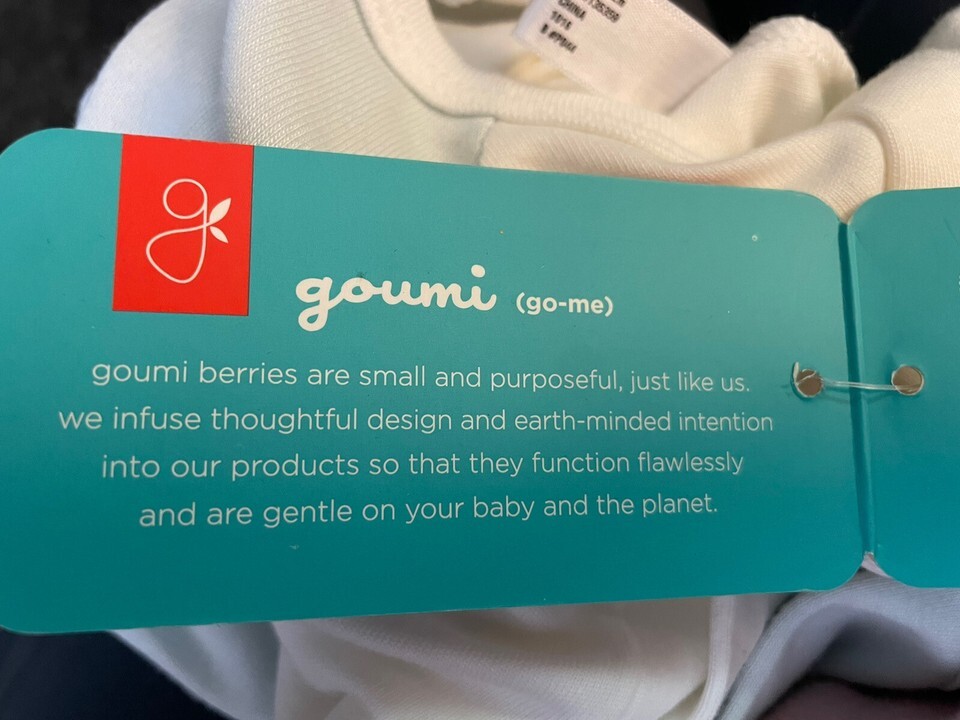 CHINA
goumi (go-me)
goumi berries are small and purposeful, just like us.
we infuse thoughtful design and earth-minded intention
into our products so that they function flawlessly
and are gentle on your baby and the planet.